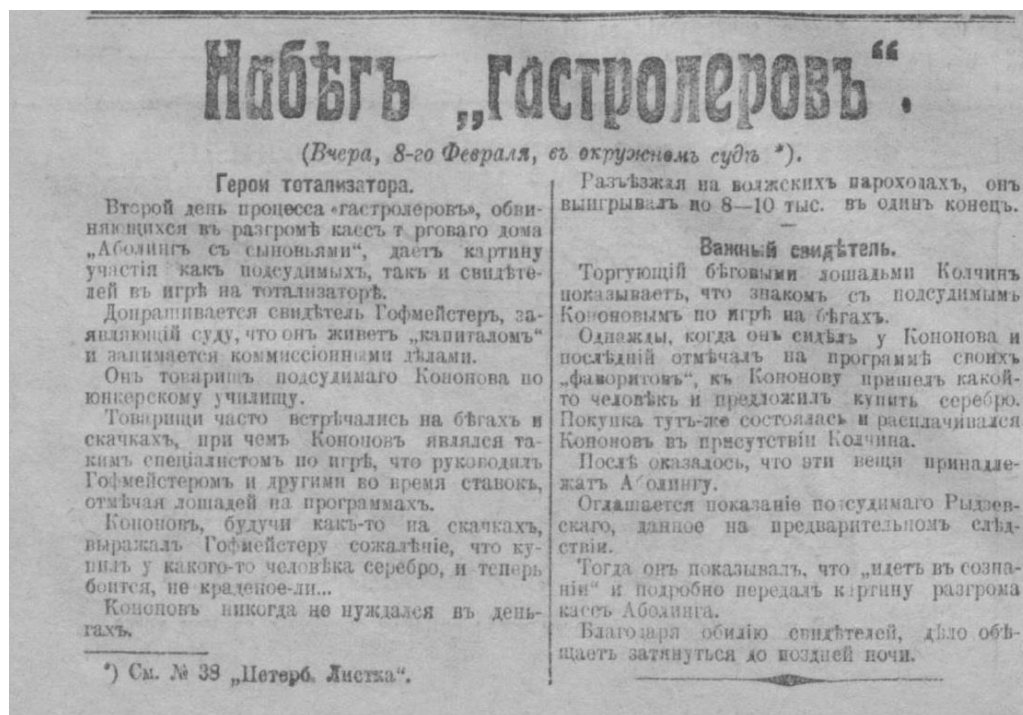 Набѣгъ „гастролеровъ“.
(Вчера, 8-го Февраля, въ окружномъ судѣ *).
Герои тотализатора.
Второй день процесса «гастролеровъ», обви-
няющихся въ разгромѣ кассъ т рговаго дома
„Аболингъ съ сыновьями“, даетъ картину
участія какъ подсудимыхъ, такъ и свидѣте-
лей въ игрѣ на тотализаторѣ.
Допрашивается свидѣтель Гофмейстеръ, за-
являющій суду, что онъ живетъ „капиталомъ“
и занимается коммиссіонными дѣлами.
Онъ товарищъ подсудимаго Кононова по
юнкерскому училищу.
Товарищи часто встрѣчались на бѣгахъ и
скачкахъ, при чемъ Кононовъ являлся та-
кимъ спеціалистомъ по игрѣ, что руководилъ
Гофмейстеромъ и другими во время ставокъ,
отмѣчая лошадей на программахъ.
Кононовъ, будучи какъ-то на скачкахъ,
выражалъ Гофмейстеру сожалѣніе, что ку-
пилъ у какого-то человѣка серебро, и теперь
боится, не краденое-ли...
Кононовъ никогда не нуждался въ день-
гахъ.
*) См. № 38 „Петерб. Листка“.
Разъѣзжая на волжскихъ пароходахъ, онъ
выигрывалъ по 8—10 тыс. въ одинъ конецъ.
Важный свидѣтель.
Торгующій бѣговыми лошадьми Колчинъ
показываетъ, что знакомъ съ подсудимымъ
Кононовымъ по игрѣ на бѣгахъ.
Однажды, когда онъ сидѣлъ у Кононова и
послѣдній отмѣчалъ на программѣ своихъ
„фаворитовъ“, къ Кононову пришелъ какой-
то человѣкъ и предложилъ купить серебро.
Покупка тутъ-же состоялась и расплачивался
Кононовъ въ присутствіи Колчина.
Послѣ оказалось, что эти вещи принадле-
жатъ А олингу.
Оглашается показаніе по судимаго Рыдзев-
скаго, данное на предварительномъ слѣд-
ствіи.
Тогда онъ показывалъ, что „идетъ въ созна-
ніи“ и подробно передалъ картину разгрома
кассъ Аболинга.
Благодаря обилію свидѣтелей, дѣло обѣ-
щаетъ затянуться до поздней ночи.